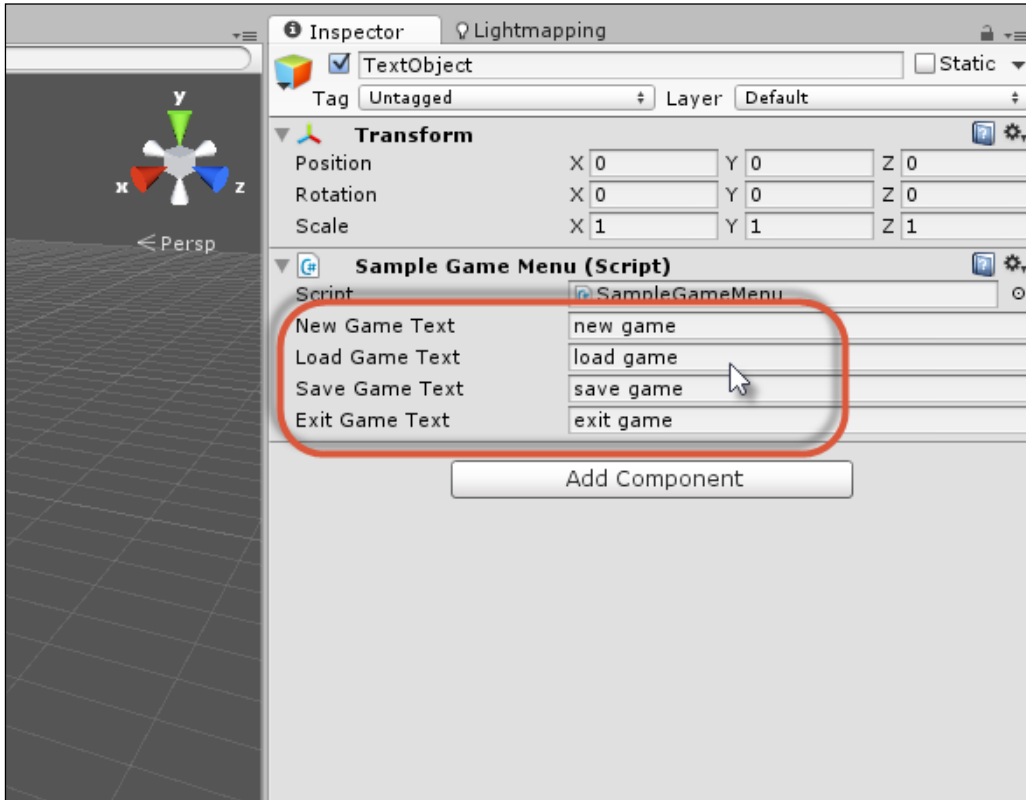 Inspector Lightmapping
TextObject Static
Tag Untagged Layer Default
y
x z
Persp
Transform
Position X 0 Y 0 Z 0
Rotation X 0 Y 0 Z 0
Scale X 1 Y 1 Z 1
Sample Game Menu (Script)
Script SampleGameMenu
New Game Text new game
Load Game Text load game
Save Game Text save game
Exit Game Text exit game
Add Component